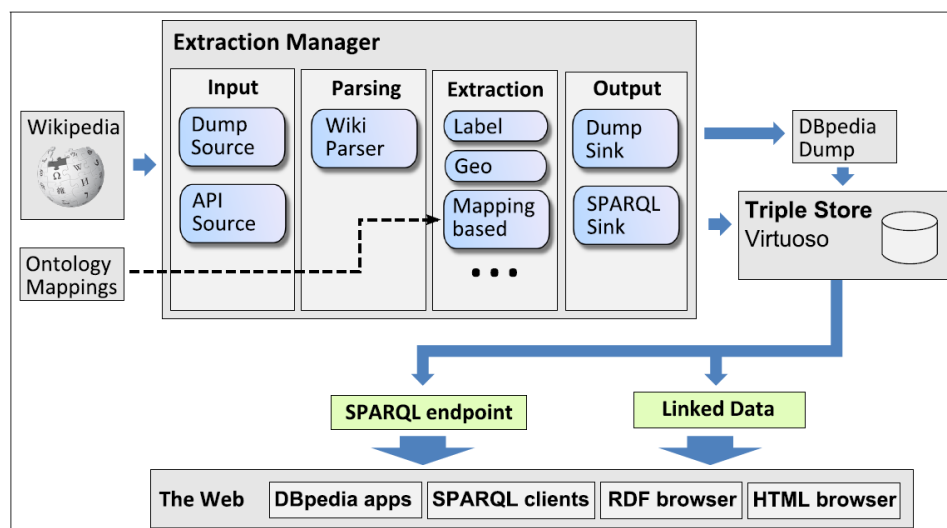 Extraction Manager
Input
Parsing
Extraction
Output
Wikipedia
Dump
Source
API
Source
Wiki
Parser
Label
Geo
Mapping
based
• • •
Dump
Sink
SPARQL
Sink
DBpedia
Dump
Triple Store
Virtuoso
Ontology
Mappings
SPARQL endpoint
Linked Data
The Web
DBpedia apps
SPARQL clients
RDF browser
HTML browser